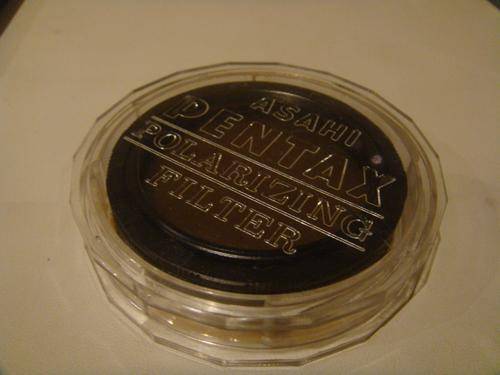 ASAHI
PENTAX
POLARIZING
FILTER